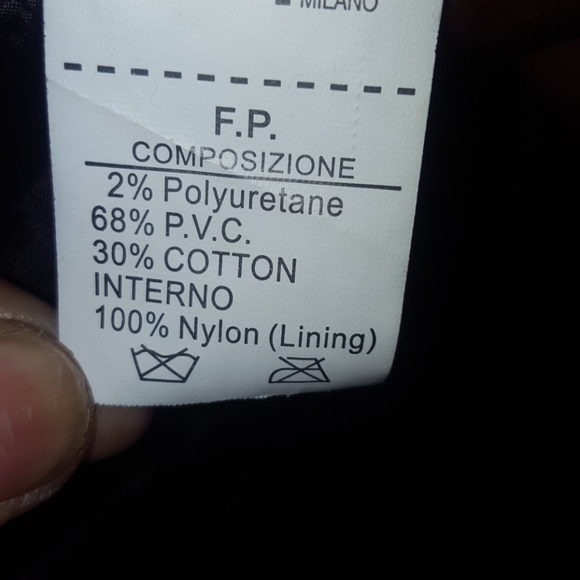 MILANO
F.P.
COMPOSIZIONE
2% Polyuretane
68% P.V.C.
30% COTTON
INTERNO
100% Nylon (Lining)